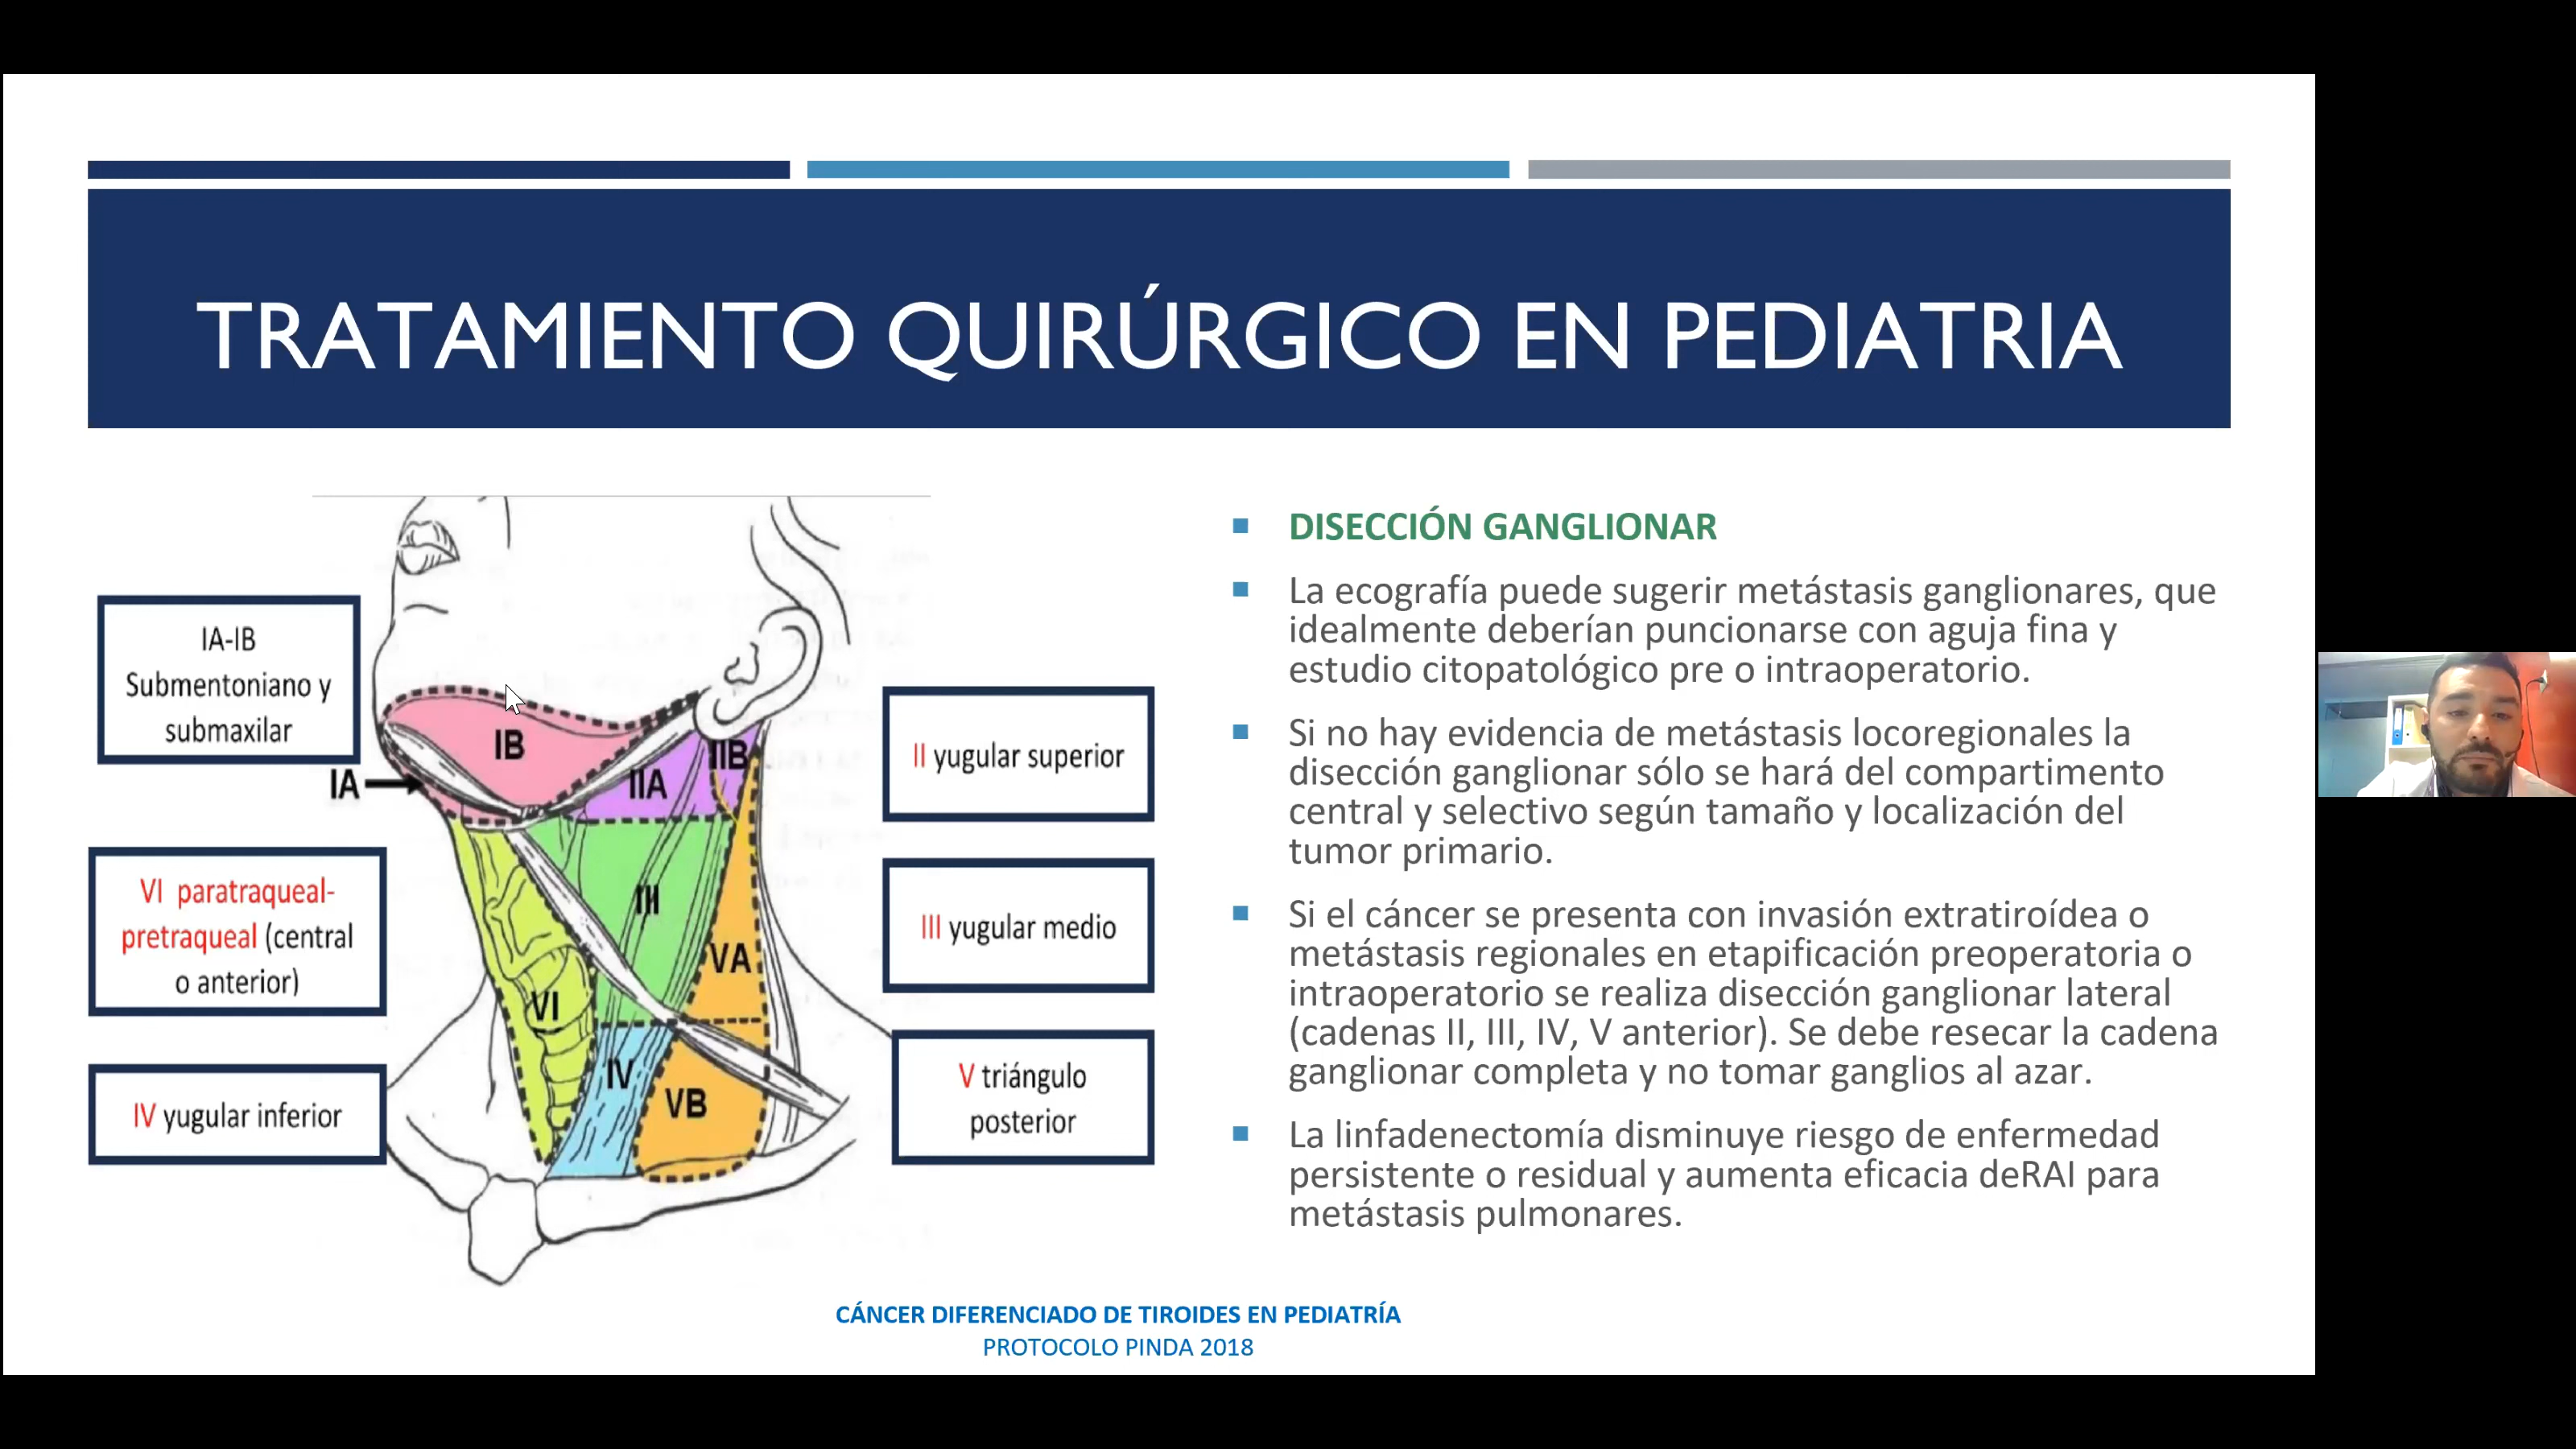 TRATAMIENTO QUIRÚRGICO EN PEDIATRIA
IA-IB
Submentoniano y
submaxilar
VI paratraqueal-
pretraqueal (central
o anterior)
IV yugular inferior
IB
IA
IIA
IIB
III
VA
VI
IV
VB
II yugular superior
III yugular medio
V triángulo
posterior
DISECCIÓN GANGLIONAR
La ecografía puede sugerir metástasis ganglionares, que
idealmente deberían puncionarse con aguja fina y
estudio citopatológico pre o intraoperatorio.
Si no hay evidencia de metástasis locoregionales la
disección ganglionar sólo se hará del compartimento
central y selectivo según tamaño y localización del
tumor primario.
Si el cáncer se presenta con invasión extratiroídea o
metástasis regionales en etapificación preoperatoria o
intraoperatorio se realiza disección ganglionar lateral
(cadenas II, III, IV, V anterior). Se debe resecar la cadena
ganglionar completa y no tomar ganglios al azar.
La linfadenectomía disminuye riesgo de enfermedad
persistente o residual y aumenta eficacia deRAI para
metástasis pulmonares.
CÁNCER DIFERENCIADO DE TIROIDES EN PEDIATRÍA
PROTOCOLO PINDA 2018